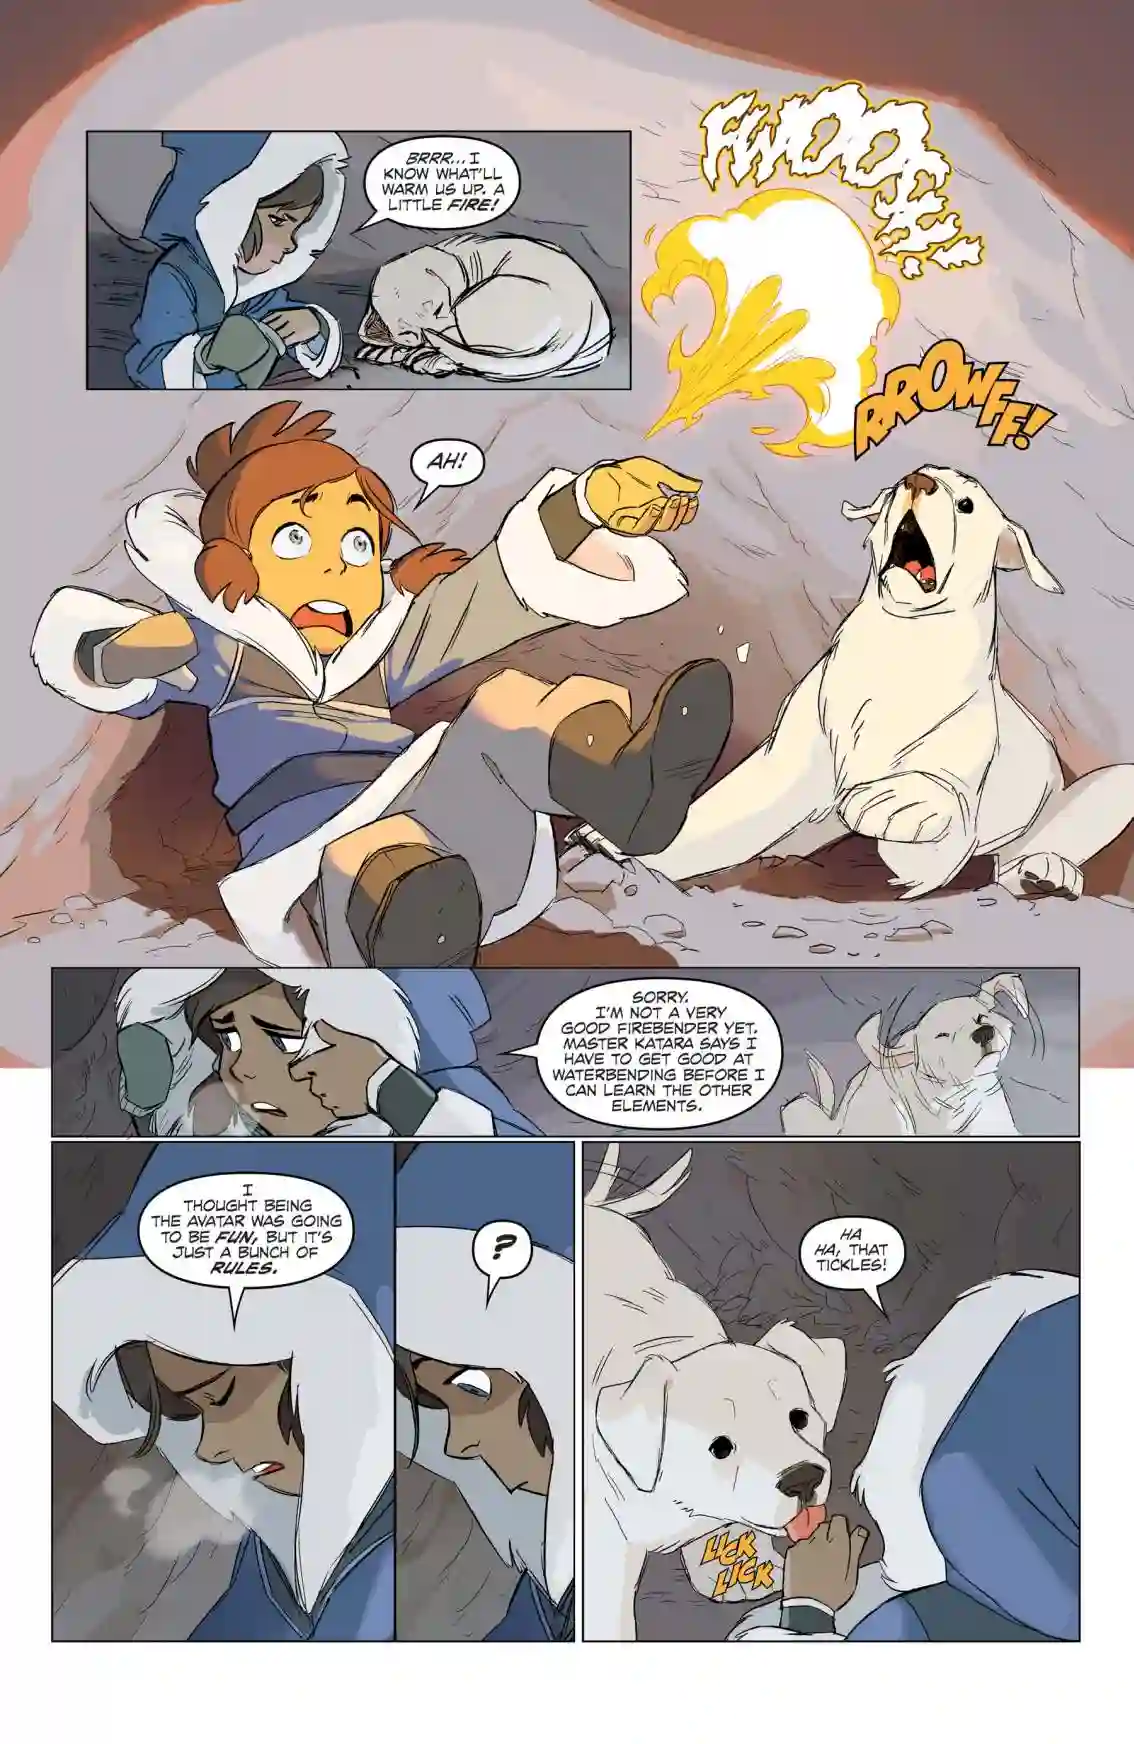 BRRR... I
KNOW WHAT'LL
WARM US UP. A
LITTLE FIRE!
FWOOSH!
RROWFF!
AH!
SORRY.
I'M NOT A VERY
GOOD FIREBENDER YET.
MASTER KATARA SAYS I
HAVE TO GET GOOD AT
WATERBENDING BEFORE I
CAN LEARN THE OTHER
ELEMENTS.
I
THOUGHT BEING
THE AVATAR WAS GOING
TO BE FUN, BUT IT'S
JUST A BUNCH OF
RULES.
?
HA
HA, THAT
TICKLES!
LICK
LICK